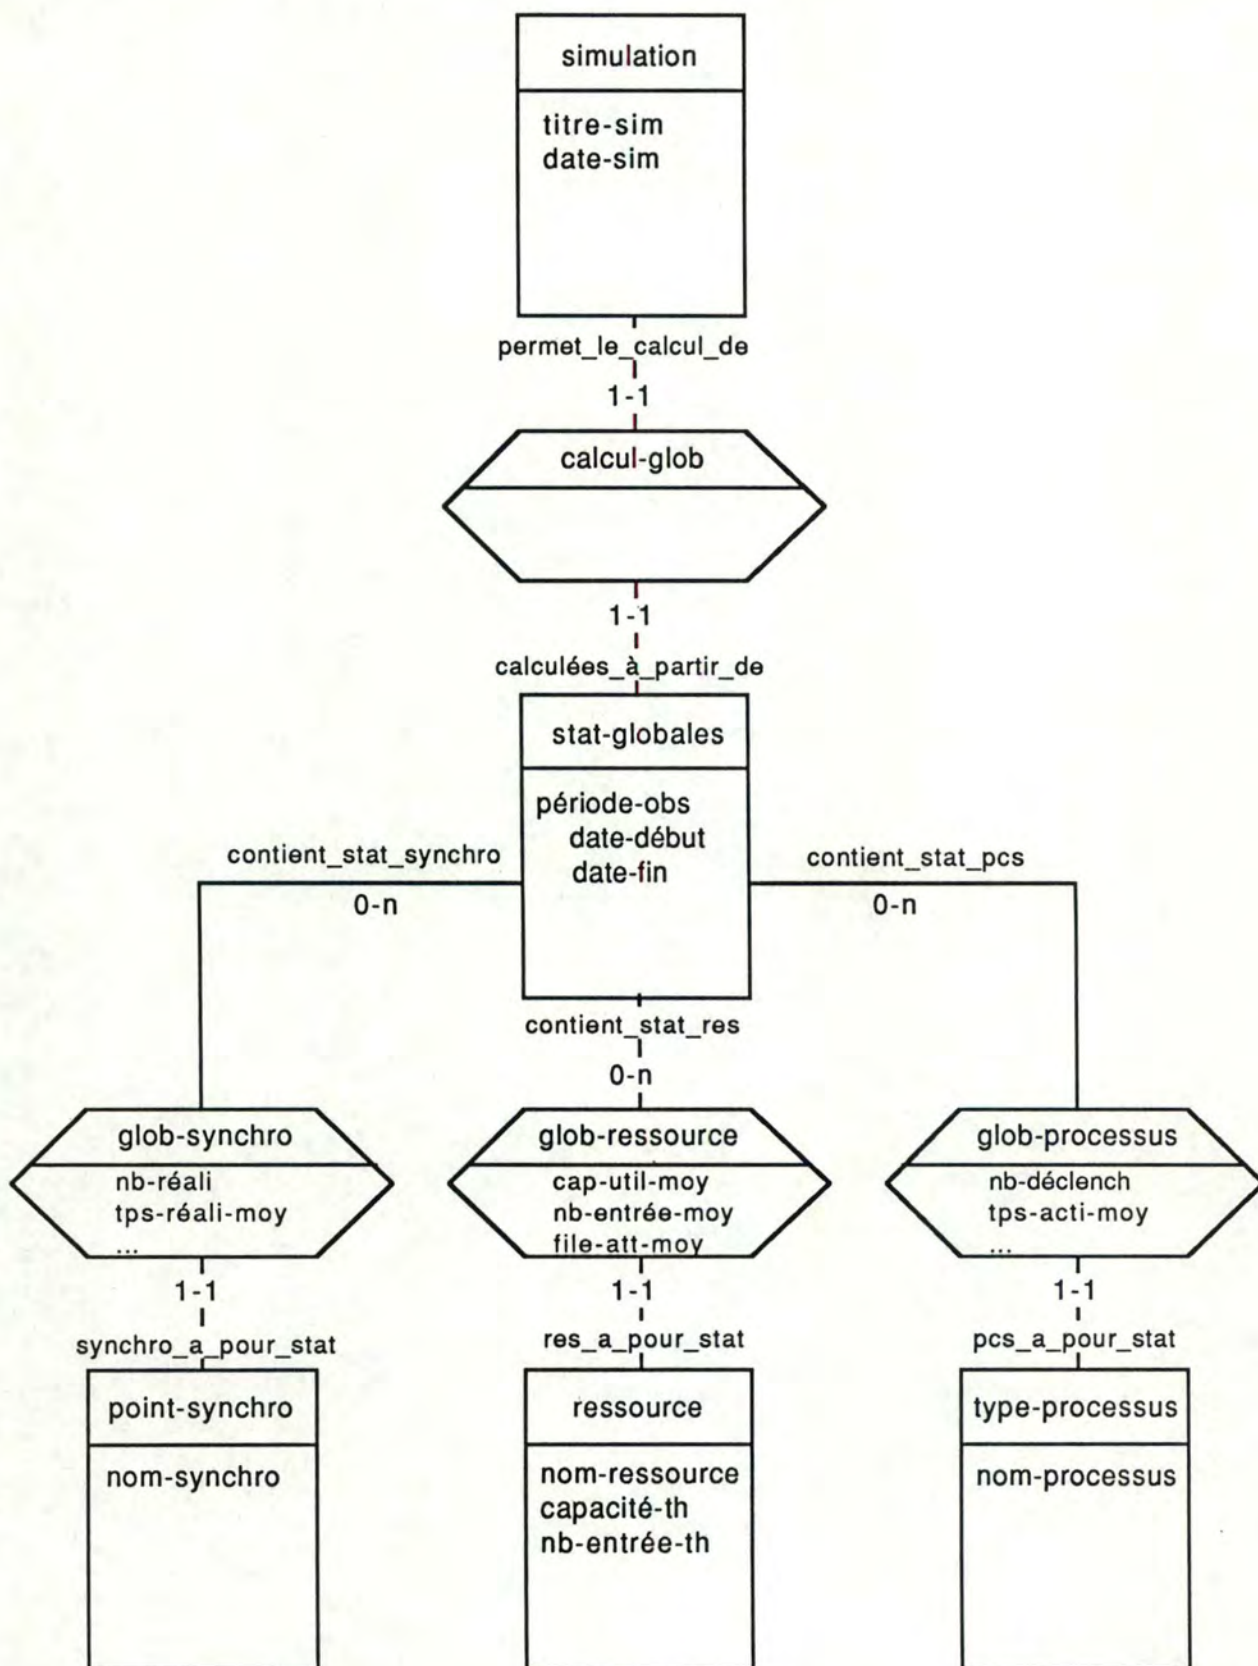 simulation
titre-sim
date-sim
permet_le_calcul_de
1-1
calcul-glob
1-1
calculées_à_partir_de
stat-globales
période-obs
date-début
date-fin
contient_stat_synchro
0-n
contient_stat_pcs
0-n
contient_stat_res
0-n
glob-synchro
nb-réali
tps-réali-moy
...
glob-ressource
cap-util-moy
nb-entrée-moy
file-att-moy
glob-processus
nb-déclench
tps-acti-moy
...
1-1
1-1
1-1
synchro_a_pour_stat
res_a_pour_stat
pcs_a_pour_stat
point-synchro
nom-synchro
ressource
nom-ressource
capacité-th
nb-entrée-th
type-processus
nom-processus